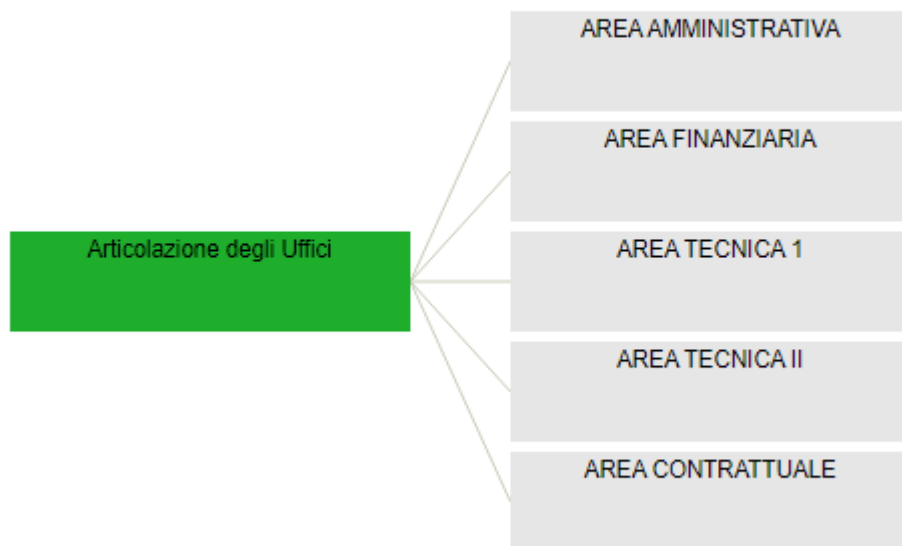 AREA AMMINISTRATIVA
AREA FINANZIARIA
Articolazione degli Uffici
AREA TECNICA 1
AREA TECNICA II
AREA CONTRATTUALE